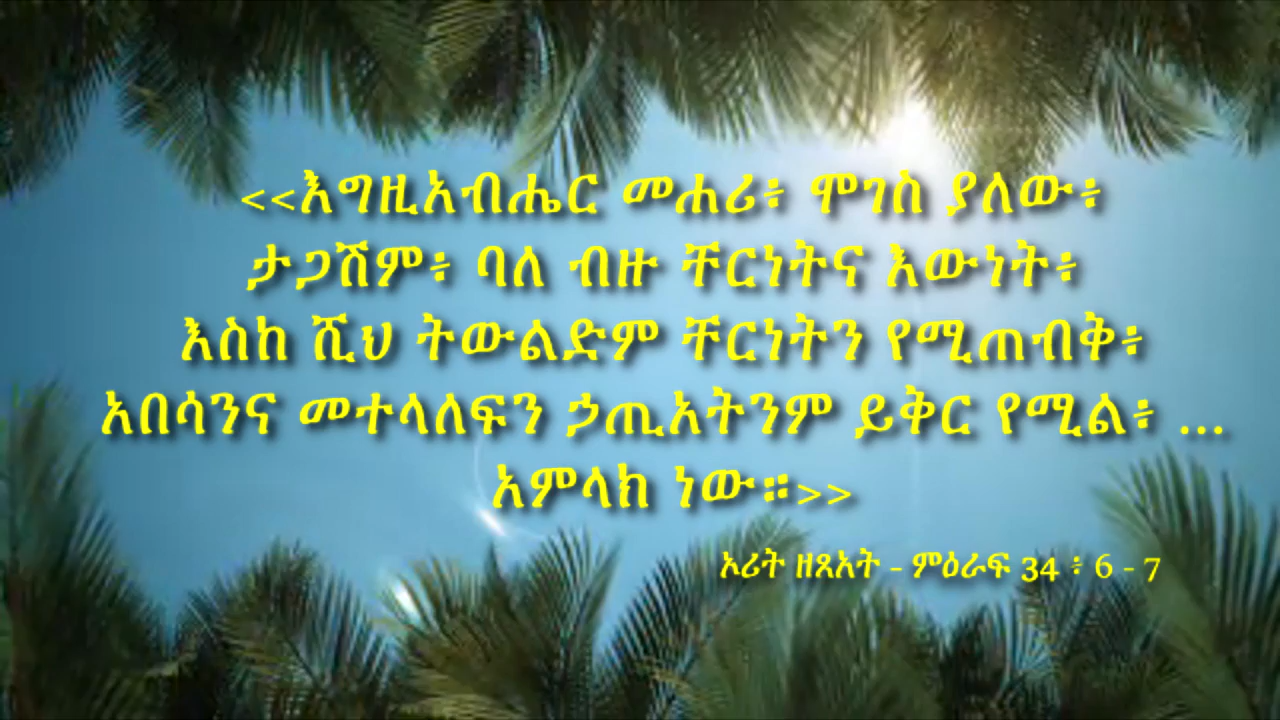 <<እግዚአብሔር መሐሪ፥ ሞገስ ያለው፥
ታጋሽም፥ ባለ ብዙ ቸርነትና እውነት፥
እስከ ሺህ ትውልድም ቸርነትን የሚጠብቅ፥
አበሳንና መተላለፍን ኃጢአትንም ይቅር የሚል፥ ...
አምላክ ነው።>>
ኦሪት ዘጸአት - ምዕራፍ 34 ፥ 6 - 7